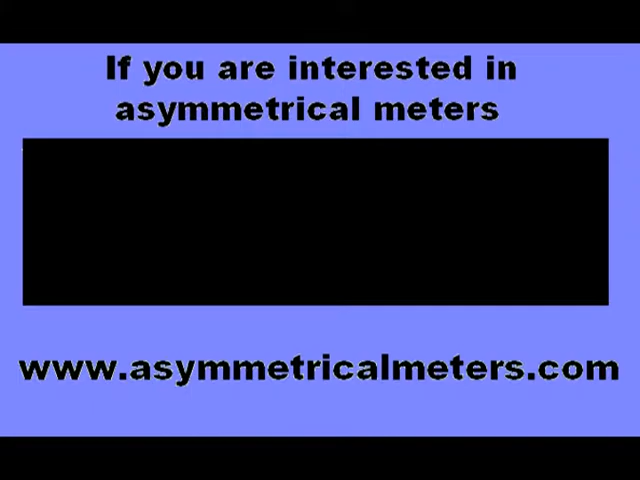 If you are interested in
asymmetrical meters
www.asymmetricalmeters.com